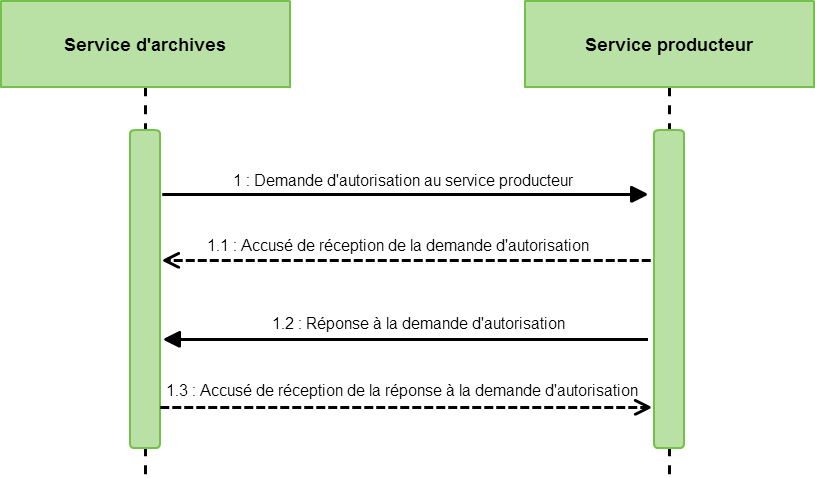 Service d'archives
Service producteur
1 : Demande d'autorisation au service producteur
1.1 : Accusé de réception de la demande d'autorisation
1.2 : Réponse à la demande d'autorisation
1.3 : Accusé de réception de la réponse à la demande d'autorisation